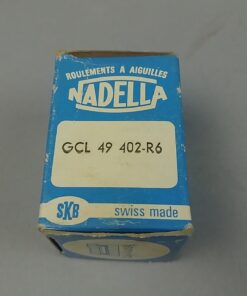 ROULEMENTS A AIGUILLES
NADELLA
GCL 49 402-R6
SKB swiss made